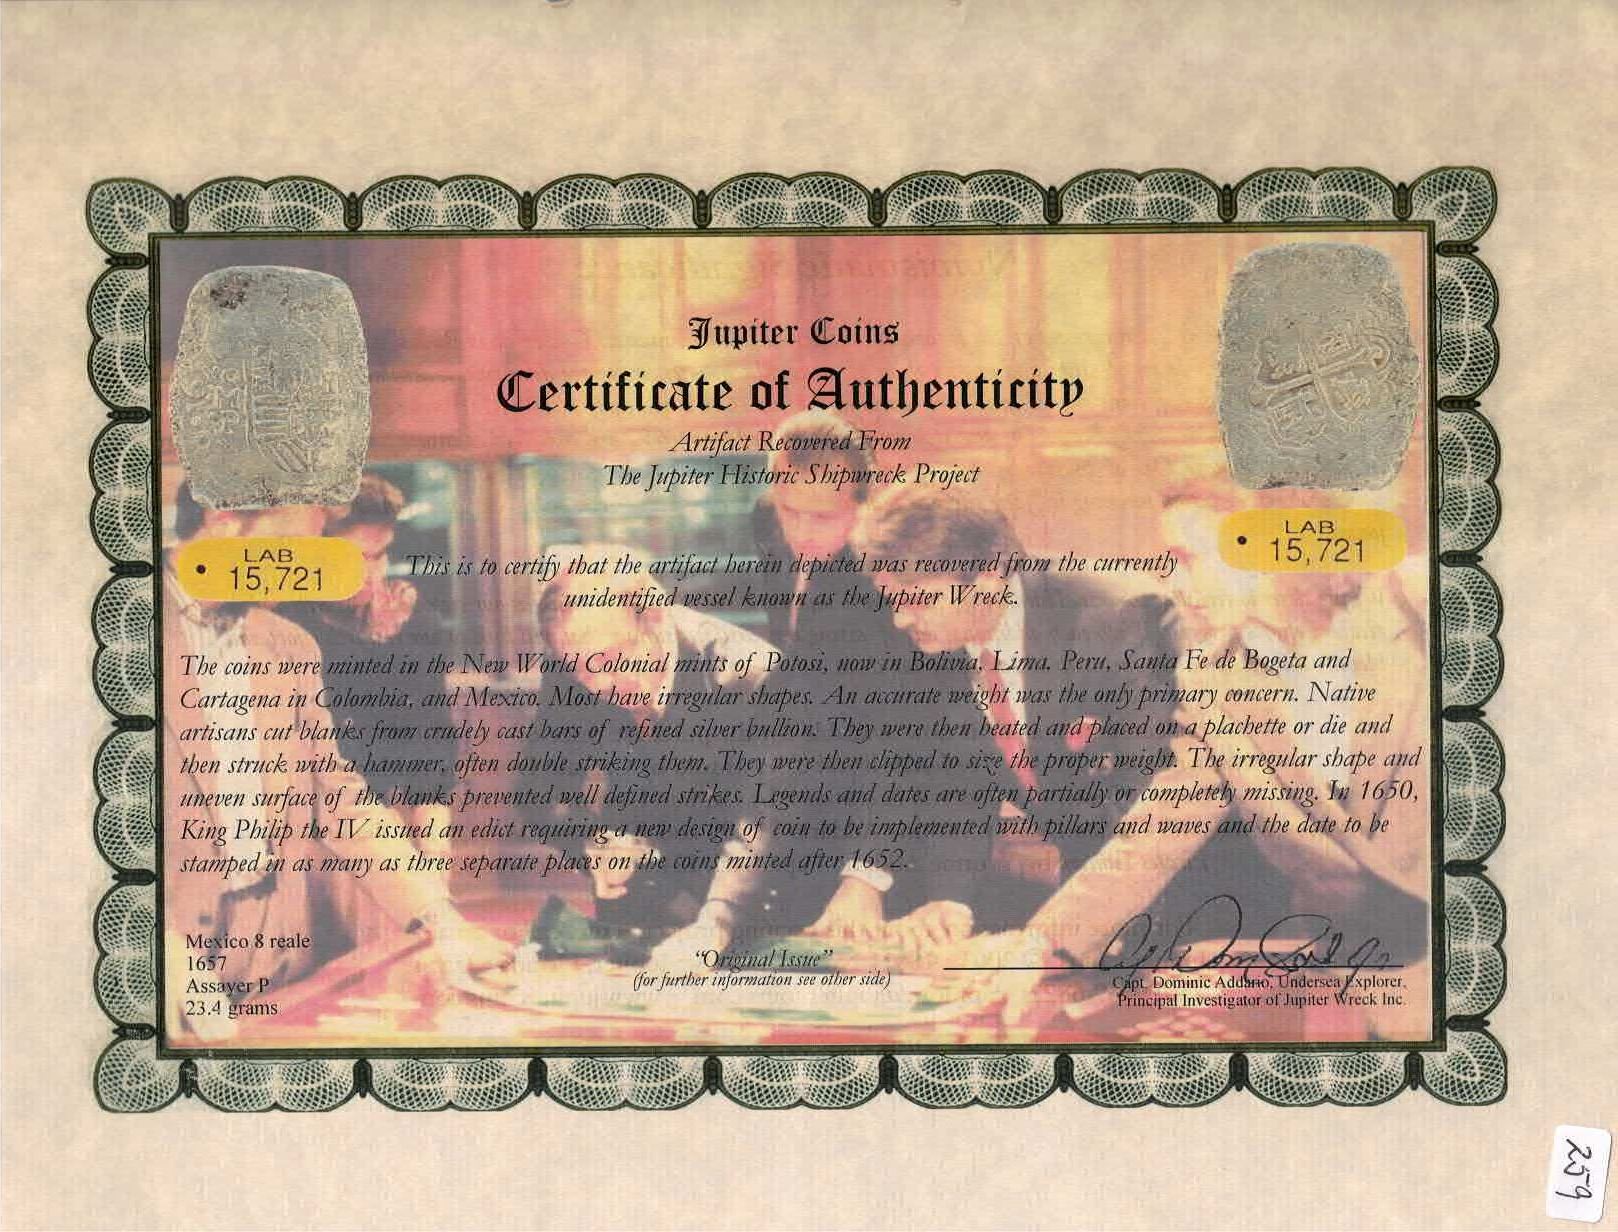 Jupiter Coins
Certificate of Authenticity
Artifact Recovered From
The Jupiter Historic Shipwreck Project
LAB
15,721
LAB
15,721
This is to certify that the artifact herein depicted was recovered from the currently
unidentified vessel known as the Jupiter Wreck.
The coins were minted in the New World Colonial mints of Potosi, now in Bolivia, Lima. Peru, Santa Fe de Bogeta and
Cartagena in Colombia, and Mexico. Most have irregular shapes. An accurate weight was the only primary concern. Native
artisans cut blanks from crudely cast bars of refined silver bullion. They were then heated and placed on a plachette or die and
then struck with a hammer, often double striking them. They were then clipped to size the proper weight. The irregular shape and
uneven surface of the blanks prevented well defined strikes. Legends and dates are often partially or completely missing. In 1650,
King Philip the IV issued an edict requiring a new design of coin to be implemented with pillars and waves and the date to be
stamped in as many as three separate places on the coins minted after 1652.
Mexico 8 reale
1657
Assayer P
23.4 grams
"Original Issue"
(for further information see other side)
Capt. Dominic Addario, Undersea Explorer,
Principal Investigator of Jupiter Wreck Inc.
259